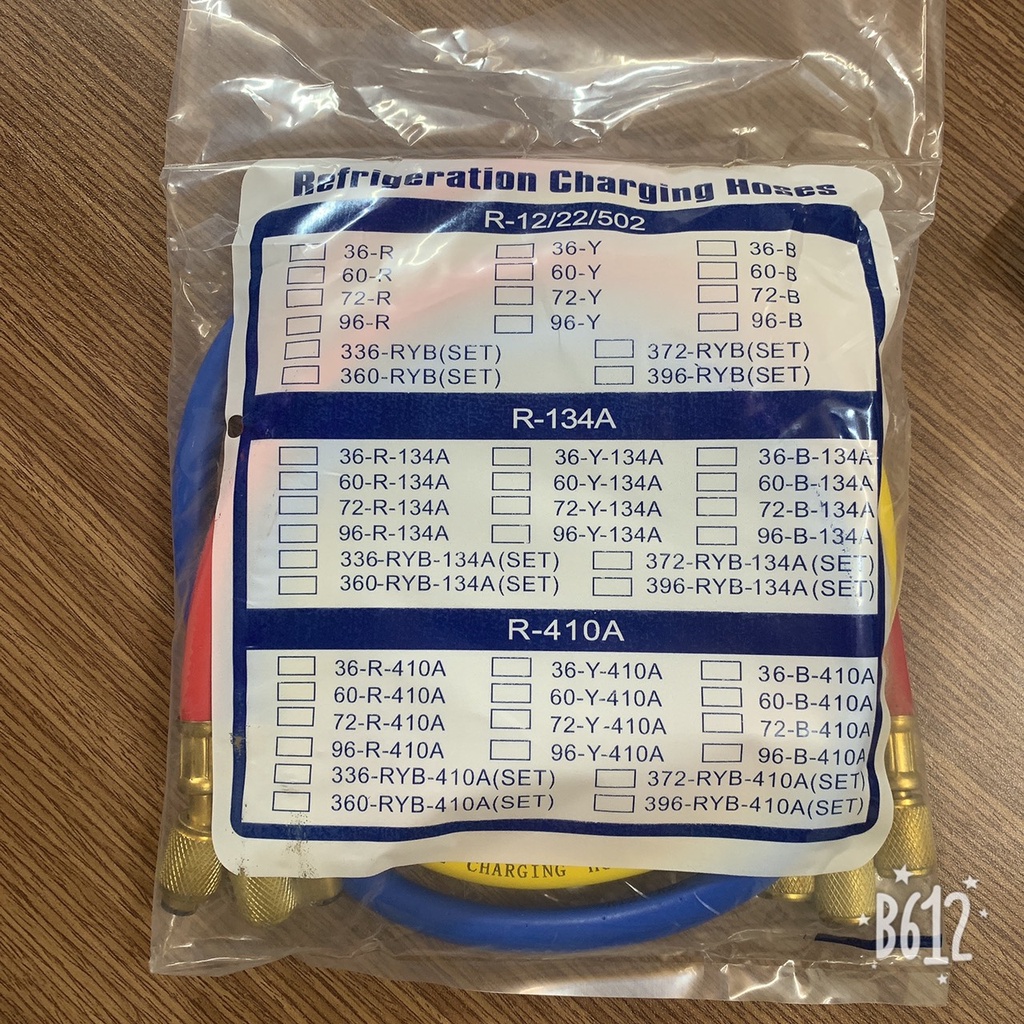 Refrigeration Charging Hoses
R-12/22/502
36-R 36-Y 36-B
60-R 60-Y 60-B
72-R 72-Y 72-B
96-R 96-Y 96-B
336-RYB(SET) 372-RYB(SET)
360-RYB(SET) 396-RYB(SET)
R-134A
36-R-134A 36-Y-134A 36-B-134A
60-R-134A 60-Y-134A 60-B-134A
72-R-134A 72-Y-134A 72-B-134A
96-R-134A 96-Y-134A 96-B-134A
336-RYB-134A(SET) 372-RYB-134A(SET)
360-RYB-134A(SET) 396-RYB-134A(SET)
R-410A
36-R-410A 36-Y-410A 36-B-410A
60-R-410A 60-Y-410A 60-B-410A
72-R-410A 72-Y-410A 72-B-410A
96-R-410A 96-Y-410A 96-B-410A
336-RYB-410A(SET) 372-RYB-410A(SET)
360-RYB-410A(SET) 396-RYB-410A(SET)
CHARGING
B612